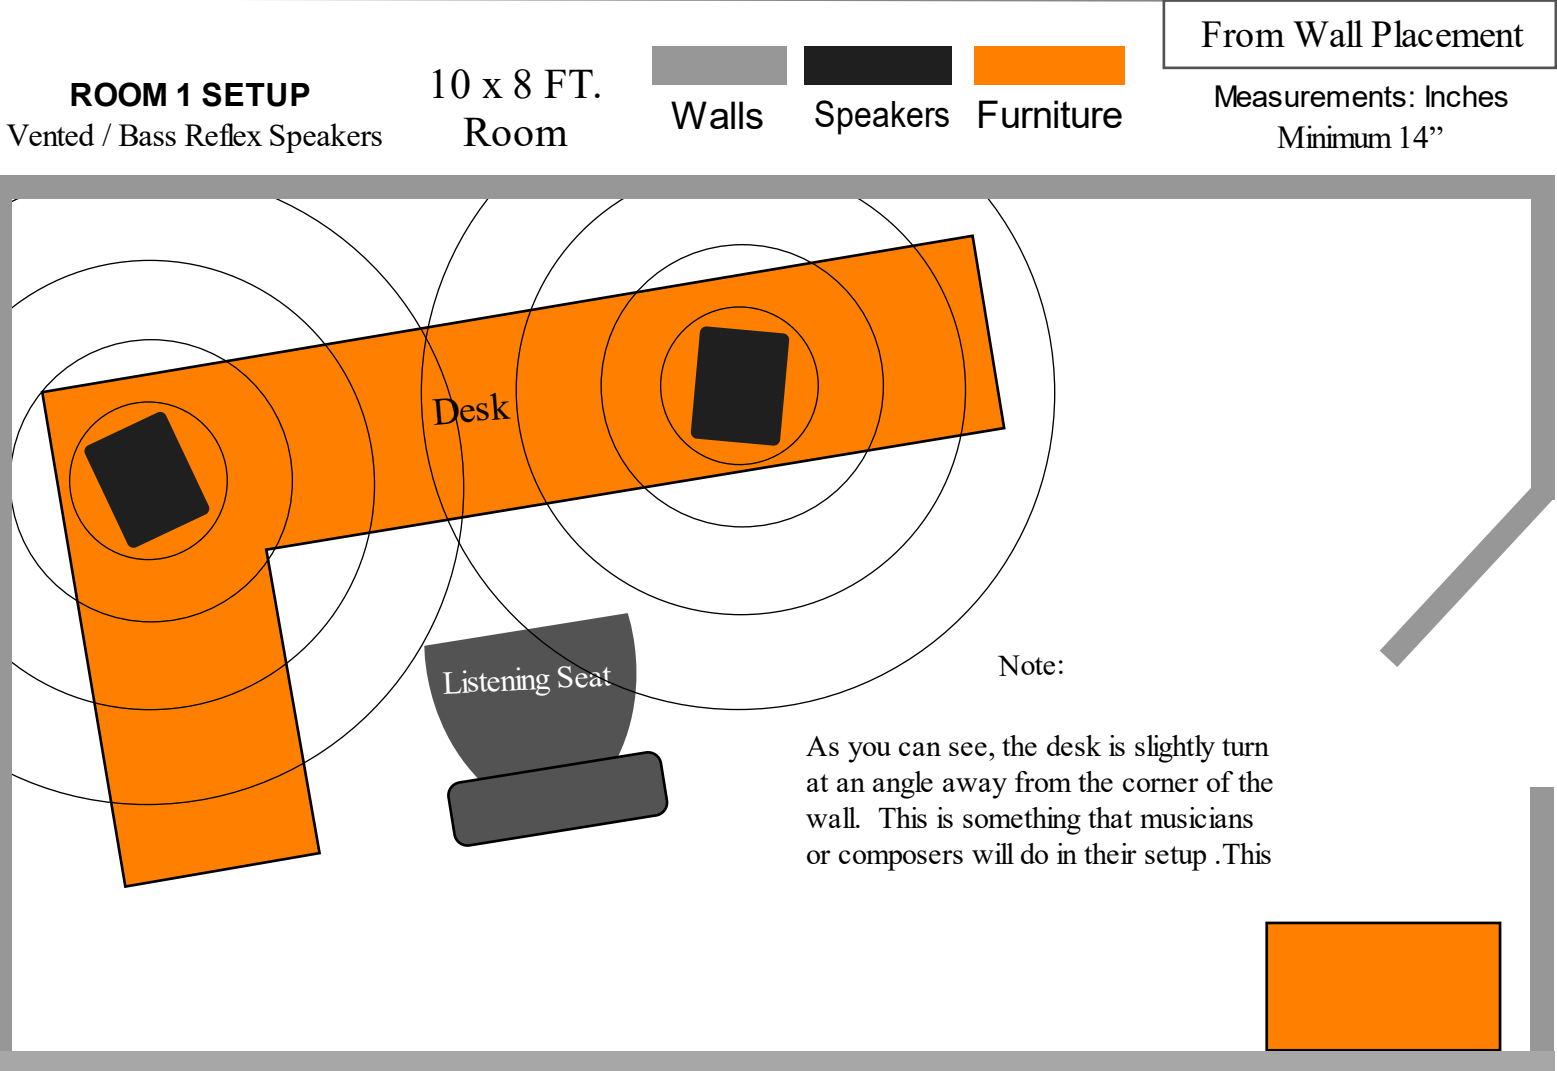 From Wall Placement
ROOM 1 SETUP
Vented / Bass Reflex Speakers
10 x 8 FT.
Room
Walls
Speakers
Furniture
Measurements: Inches
Minimum 14”
Desk
Listening Seat
Note:
As you can see, the desk is slightly turn
at an angle away from the corner of the
wall.  This is something that musicians
or composers will do in their setup .This